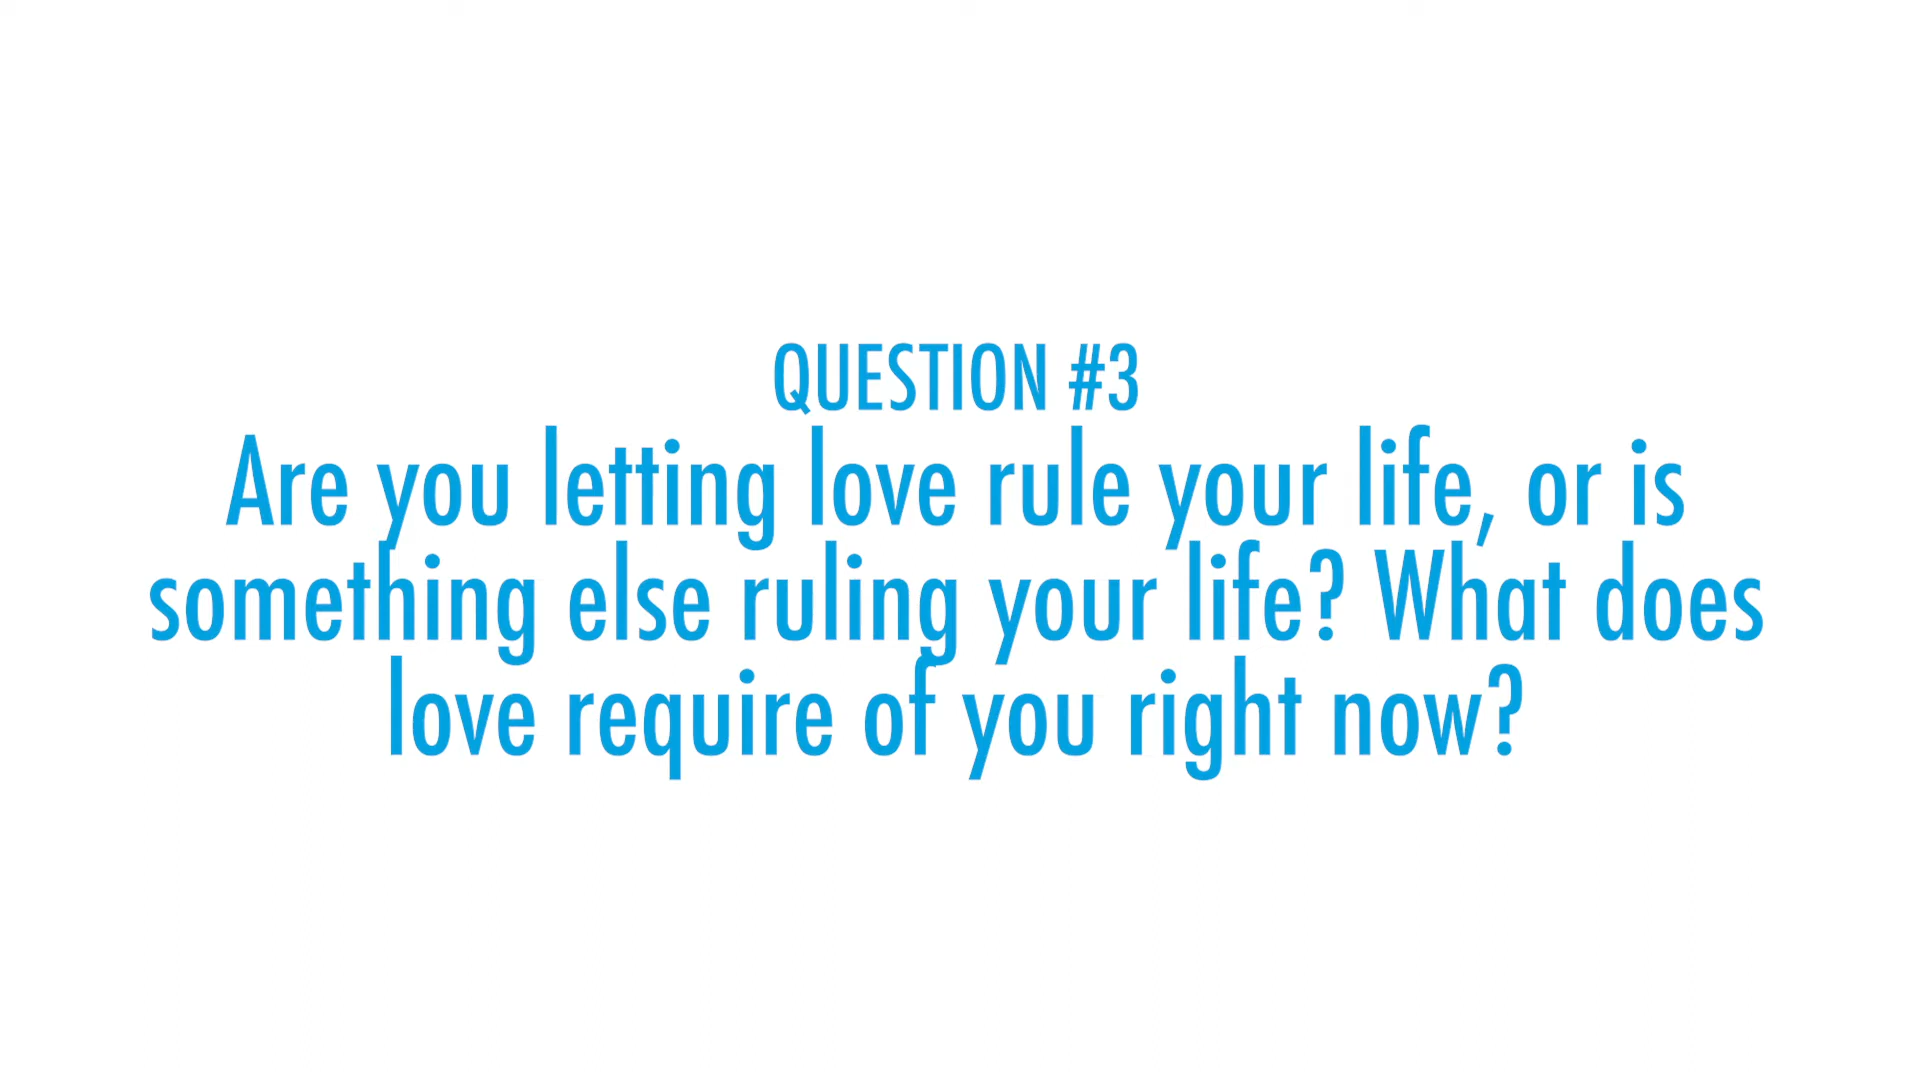 QUESTION #3
Are you letting love rule your life, or is
something else ruling your life? What does
love require of you right now?